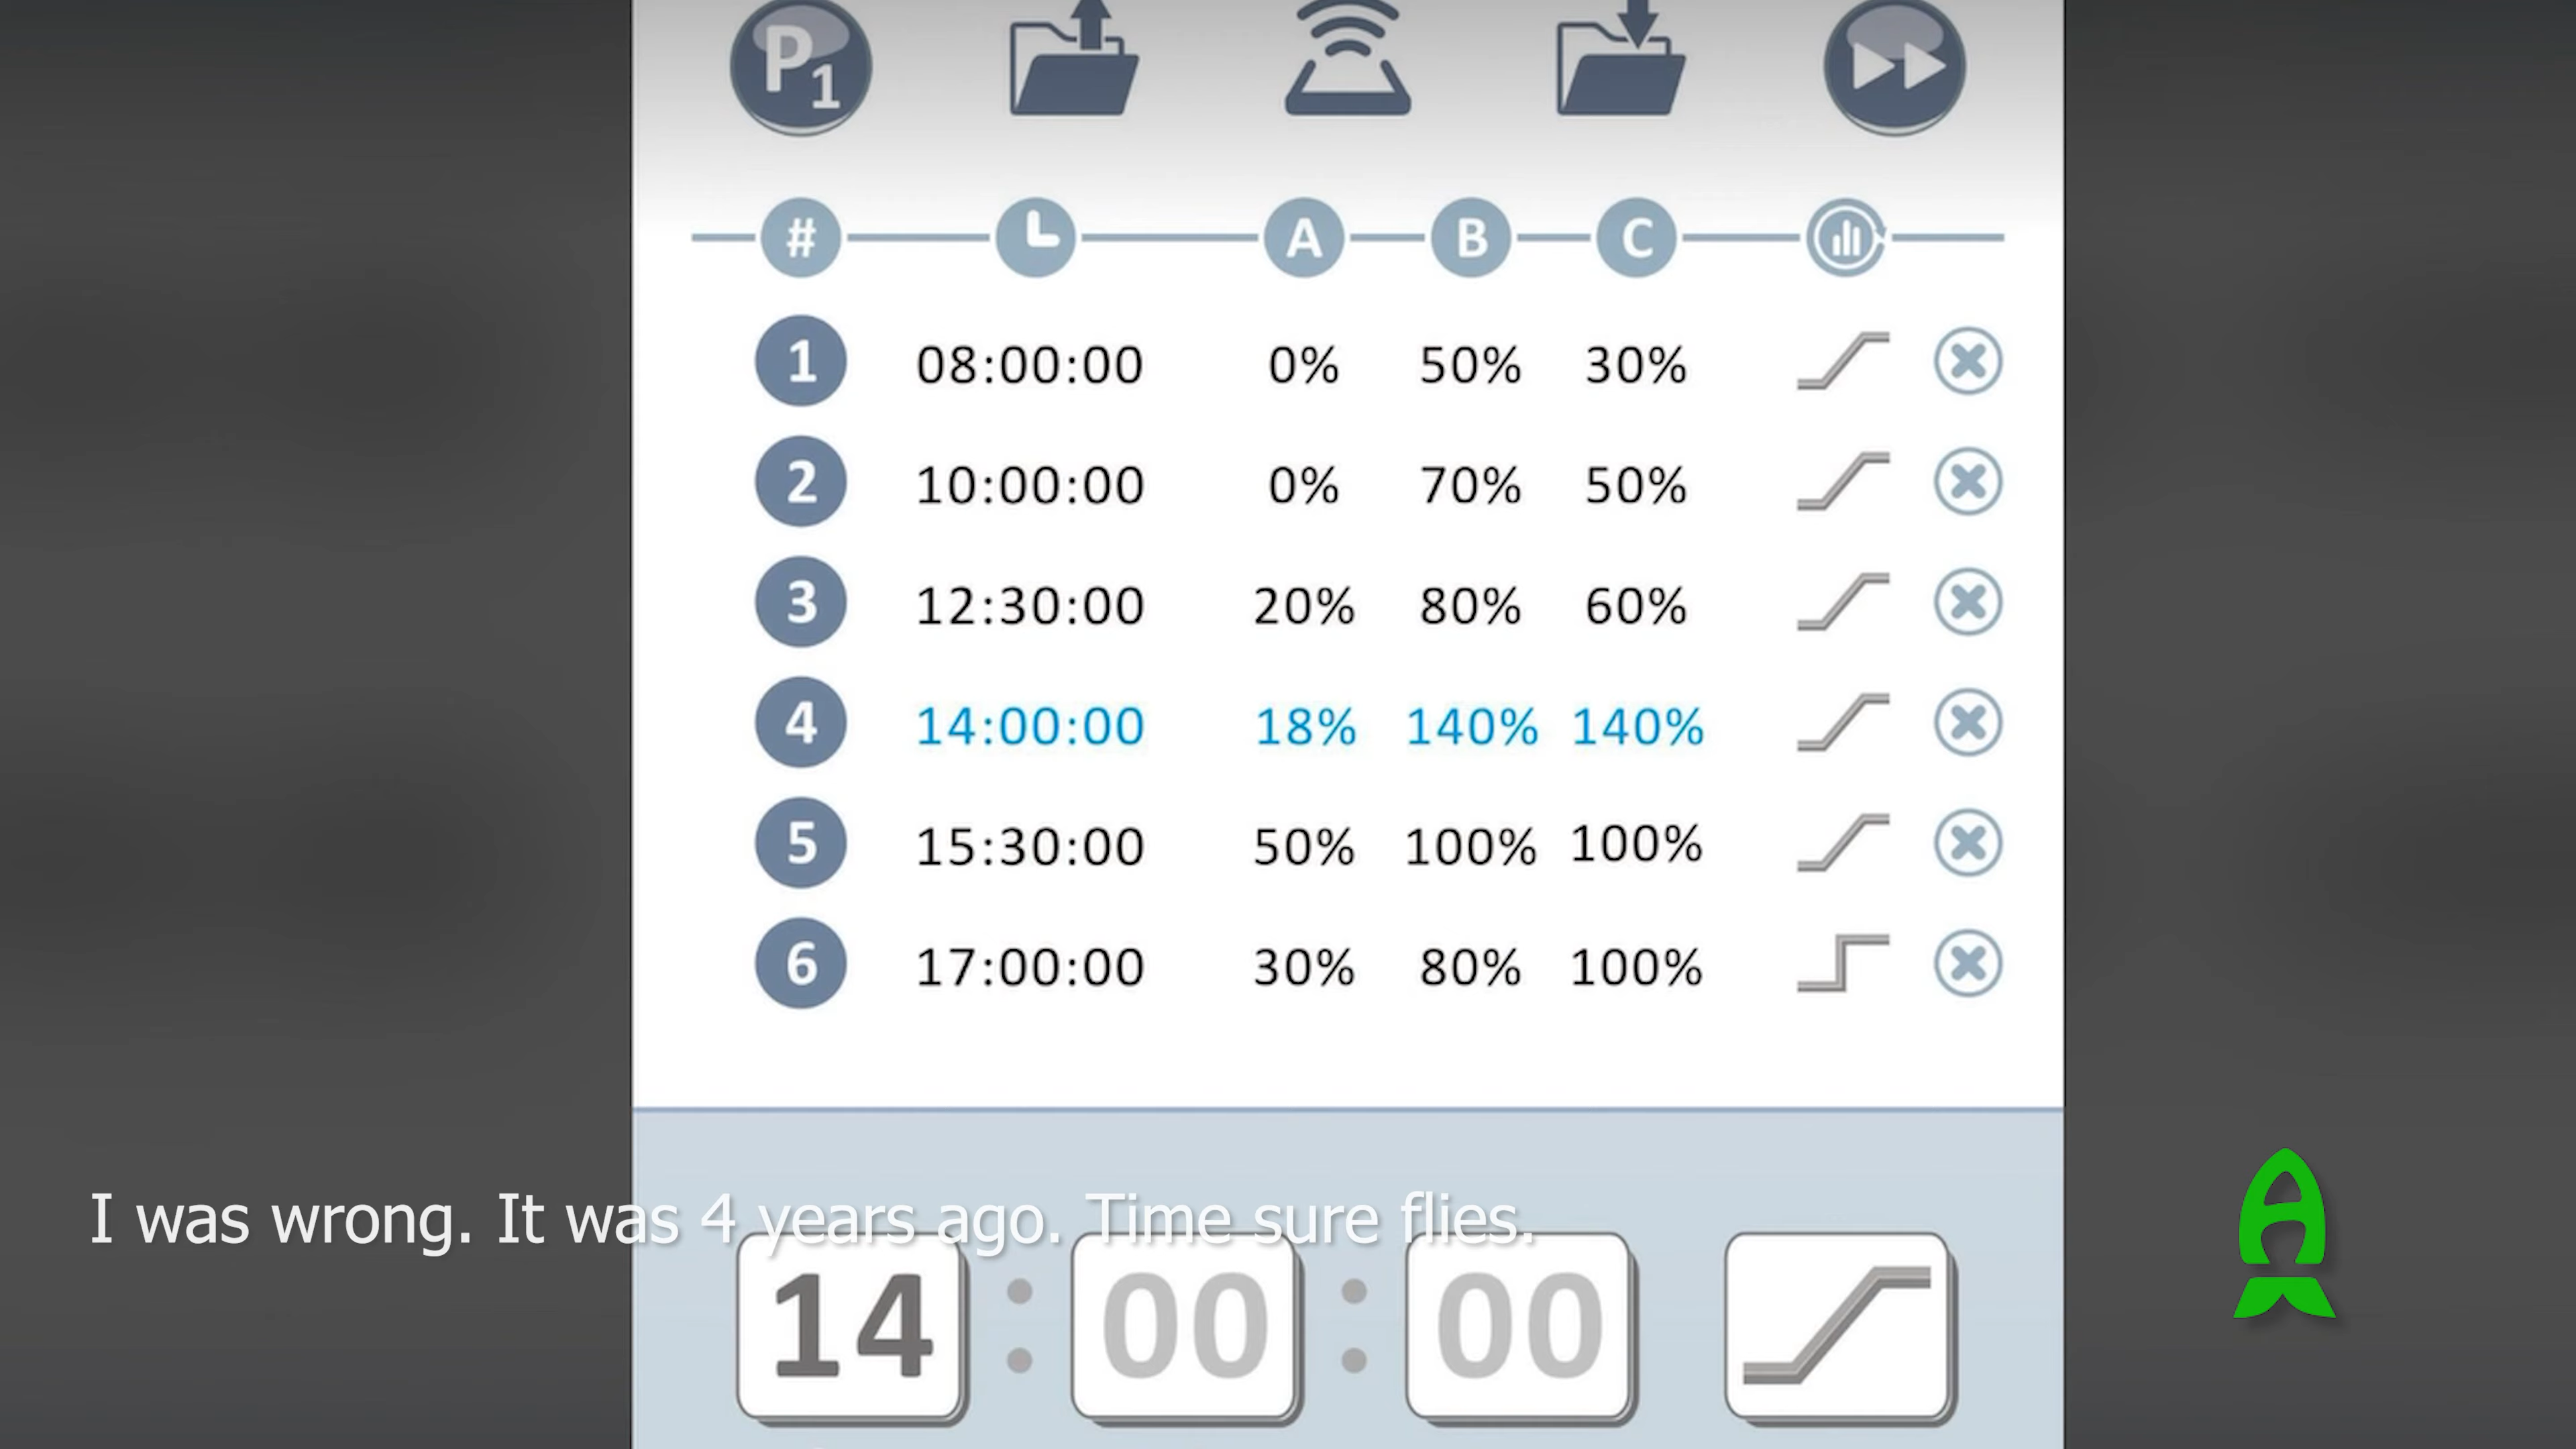 P1
# A B C
1 08:00:00 0% 50% 30%
2 10:00:00 0% 70% 50%
3 12:30:00 20% 80% 60%
4 14:00:00 18% 140% 140%
5 15:30:00 50% 100% 100%
6 17:00:00 30% 80% 100%
I was wrong. It was 4 years ago. Time sure flies.
14 : 00 : 00